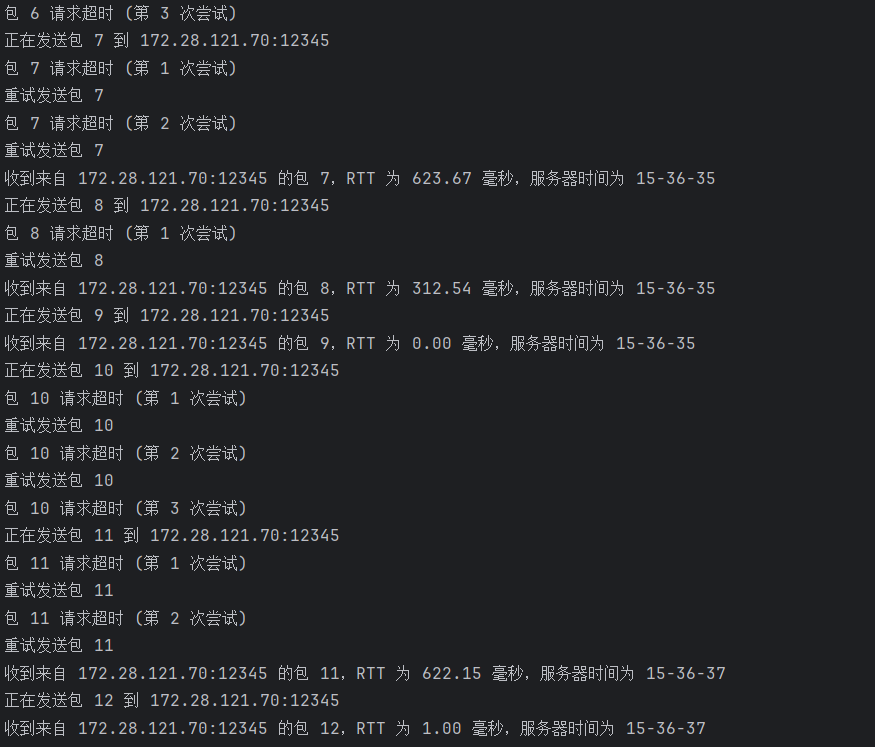 包 6 请求超时 (第 3 次尝试)
正在发送包 7 到 172.28.121.70:12345
包 7 请求超时 (第 1 次尝试)
重试发送包 7
包 7 请求超时 (第 2 次尝试)
重试发送包 7
收到来自 172.28.121.70:12345 的包 7，RTT 为 623.67 毫秒，服务器时间为 15-36-35
正在发送包 8 到 172.28.121.70:12345
包 8 请求超时 (第 1 次尝试)
重试发送包 8
收到来自 172.28.121.70:12345 的包 8，RTT 为 312.54 毫秒，服务器时间为 15-36-35
正在发送包 9 到 172.28.121.70:12345
收到来自 172.28.121.70:12345 的包 9，RTT 为 0.00 毫秒，服务器时间为 15-36-35
正在发送包 10 到 172.28.121.70:12345
包 10 请求超时 (第 1 次尝试)
重试发送包 10
包 10 请求超时 (第 2 次尝试)
重试发送包 10
包 10 请求超时 (第 3 次尝试)
正在发送包 11 到 172.28.121.70:12345
包 11 请求超时 (第 1 次尝试)
重试发送包 11
包 11 请求超时 (第 2 次尝试)
重试发送包 11
收到来自 172.28.121.70:12345 的包 11，RTT 为 622.15 毫秒，服务器时间为 15-36-37
正在发送包 12 到 172.28.121.70:12345
收到来自 172.28.121.70:12345 的包 12，RTT 为 1.00 毫秒，服务器时间为 15-36-37